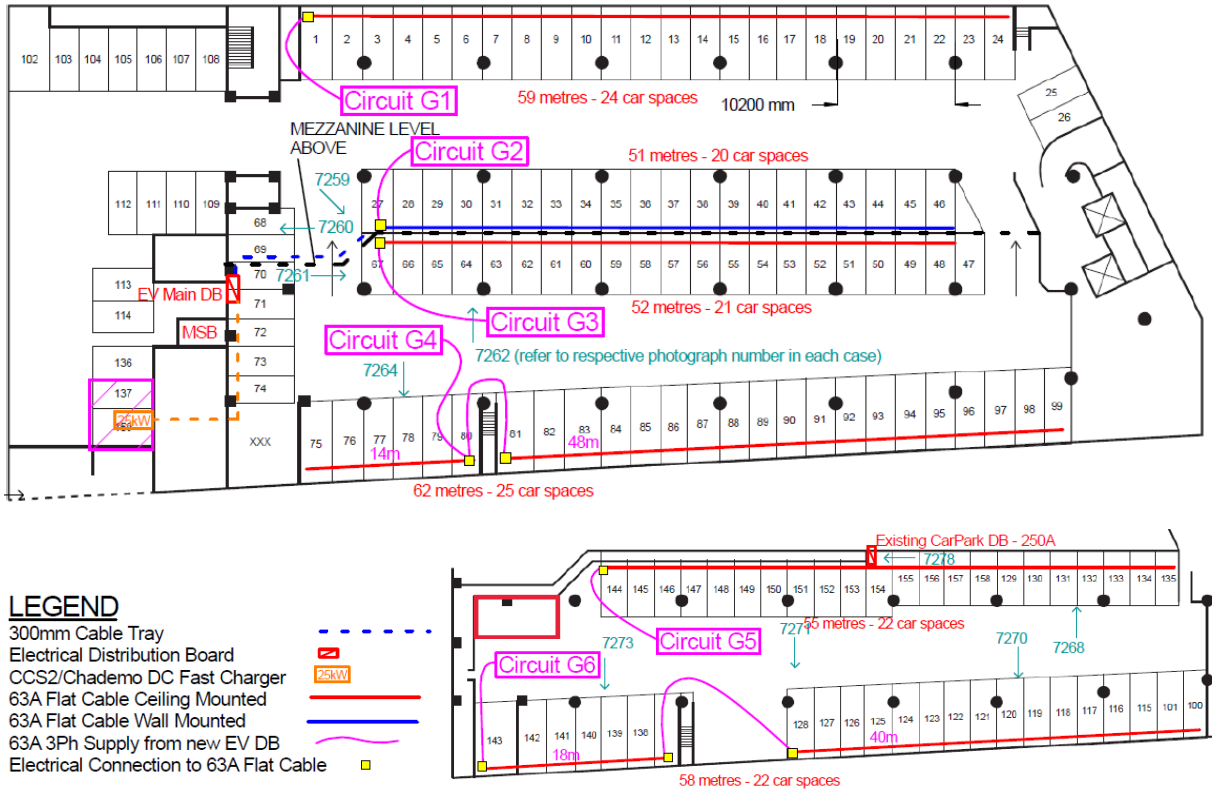 102 103 104 105 106 107 108
1 2 3 4 5 6 7 8 9 10 11 12 13 14 15 16 17 18 19 20 21 22 23 24
Circuit G1
59 metres - 24 car spaces
10200 mm
25
26
MEZZANINE LEVEL
ABOVE
Circuit G2
51 metres - 20 car spaces
7259
112 111 110 109
68
7260
27 28 29 30 31 32 33 34 35 36 37 38 39 40 41 42 43 44 45 46
69
70
7261
67 66 65 64 63 62 61 60 59 58 57 56 55 54 53 52 51 50 49 48 47
113
114
EV Main DB
71
MSB
72
52 metres - 21 car spaces
Circuit G3
Circuit G4
7262 (refer to respective photograph number in each case)
7264
136
137
73
74
25kW
XXX
75 76 77 78 79 80 81 82 83 84 85 86 87 88 89 90 91 92 93 94 95 96 97 98 99
14m
48m
62 metres - 25 car spaces
Existing CarPark DB - 250A
7278
144 145 146 147 148 149 150 151 152 153 154 155 156 157 158 129 130 131 132 133 134 135
55 metres - 22 car spaces
7273
7271
7270
7268
Circuit G5
Circuit G6
143 142 141 140 139 138
18m
128 127 126 125 124 123 122 121 120 119 118 117 116 115 101 100
40m
58 metres - 22 car spaces
LEGEND
300mm Cable Tray
Electrical Distribution Board
CCS2/Chademo DC Fast Charger
25kW
63A Flat Cable Ceiling Mounted
63A Flat Cable Wall Mounted
63A 3Ph Supply from new EV DB
Electrical Connection to 63A Flat Cable